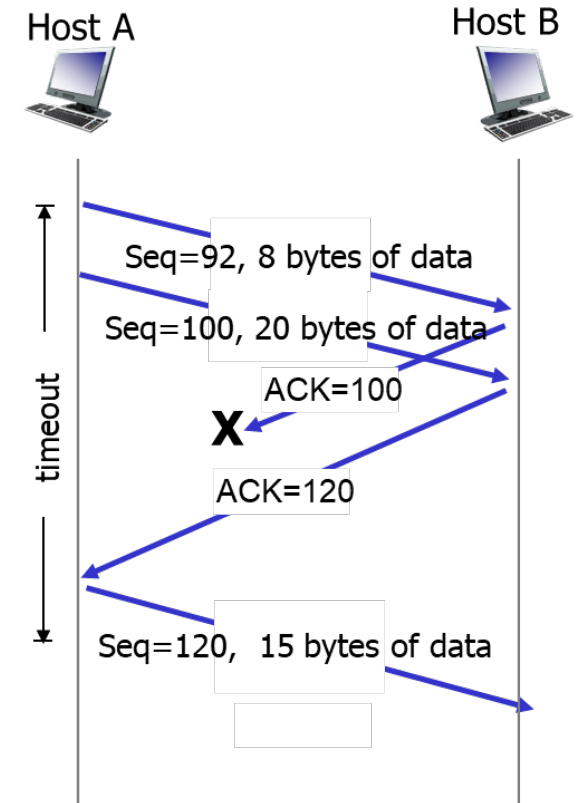 Host A
Host B
Seq=92, 8 bytes of data
Seq=100, 20 bytes of data
ACK=100
X
timeout
ACK=120
Seq=120, 15 bytes of data